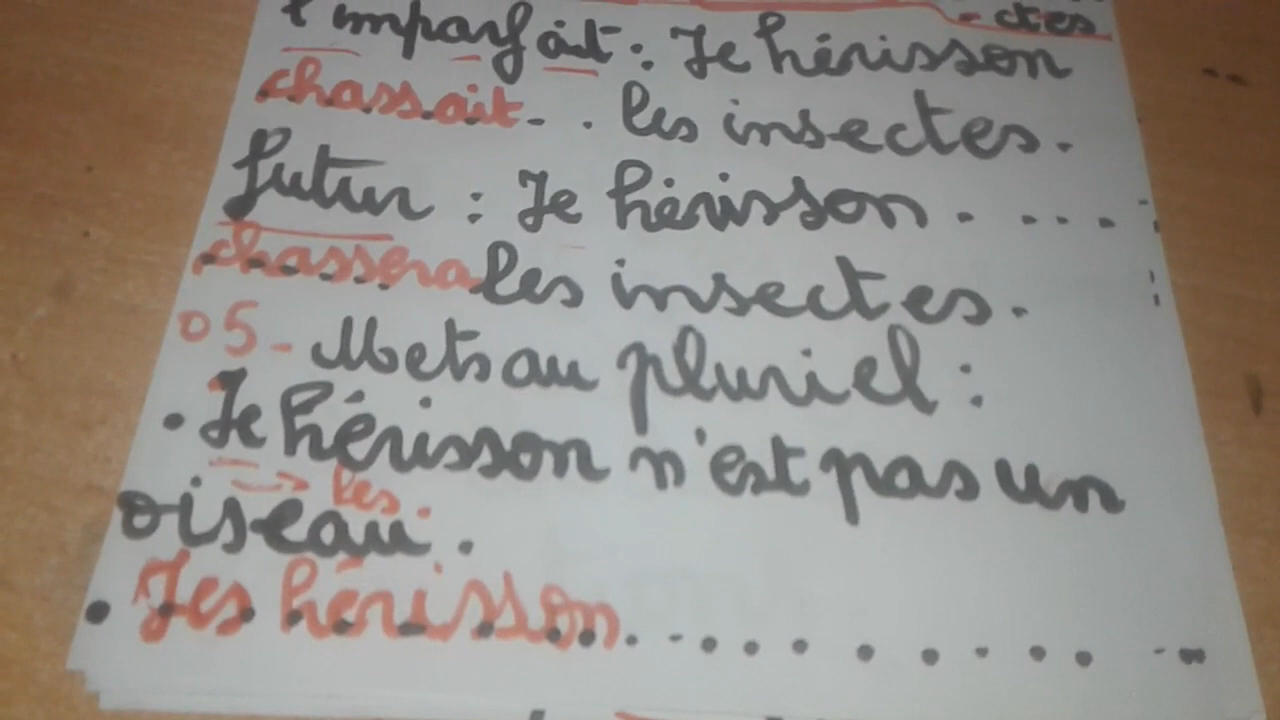 - ctes
l'imparfait : Le hérisson
chassait . . les insectes.
futur : Le hérisson . . . . .
chassera les insectes.
05- Mets au pluriel :
• Le hérisson n'est pas un
→ les
oiseau.
• Les hérisson . . . . . . . . . .